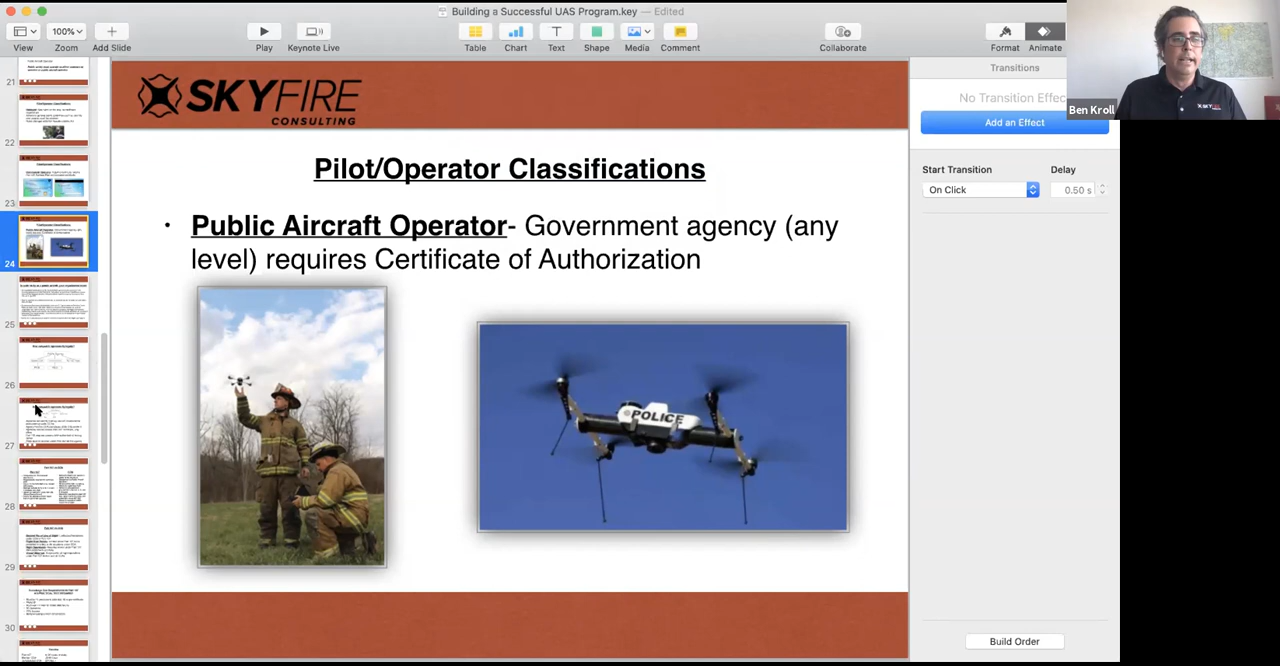 Building a Successful UAS Program.key — Edited
100%
View
Zoom
Add Slide
Play
Keynote Live
Table
Chart
Text
Shape
Media
Comment
Collaborate
Format
Animate
Transitions
No Transition Effec
Add an Effect
Start Transition
Delay
On Click
0.50 s
Build Order
Ben Kroll
21
22
23
24
25
26
27
28
29
30
SKYFIRE
CONSULTING
Pilot/Operator Classifications
· Public Aircraft Operator- Government agency (any
level) requires Certificate of Authorization
POLICE